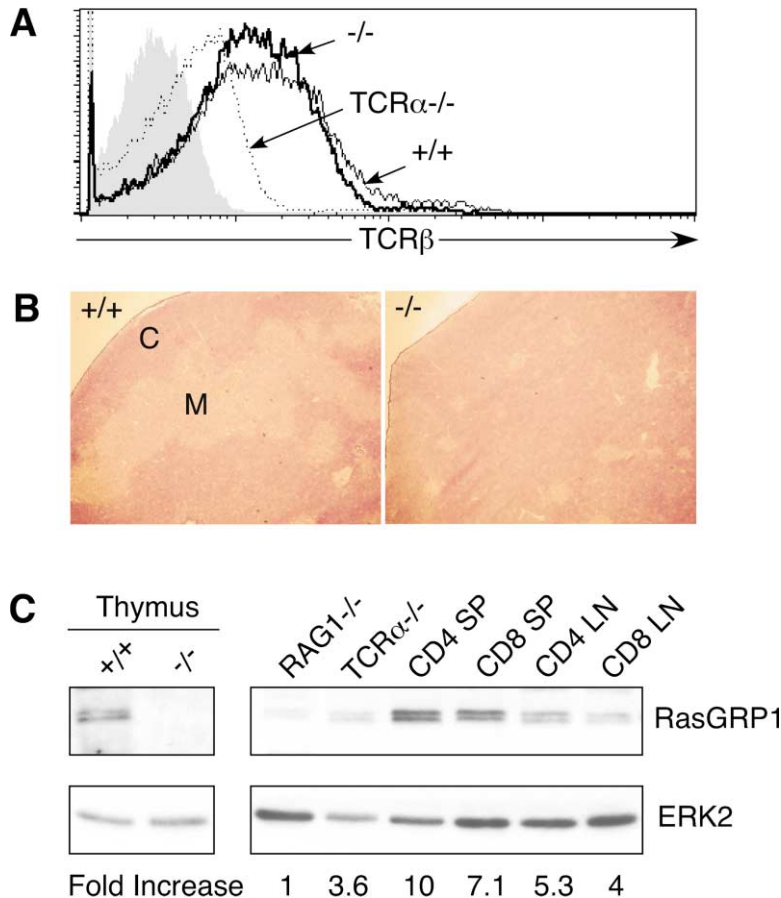 A
-/-
TCRα-/-
+/+
TCRβ
B
+/+
C
M
-/-
C
Thymus
+/+ -/-
RAG1-/- TCRα-/- CD4 SP CD8 SP CD4 LN CD8 LN
RasGRP1
ERK2
Fold Increase 1 3.6 10 7.1 5.3 4